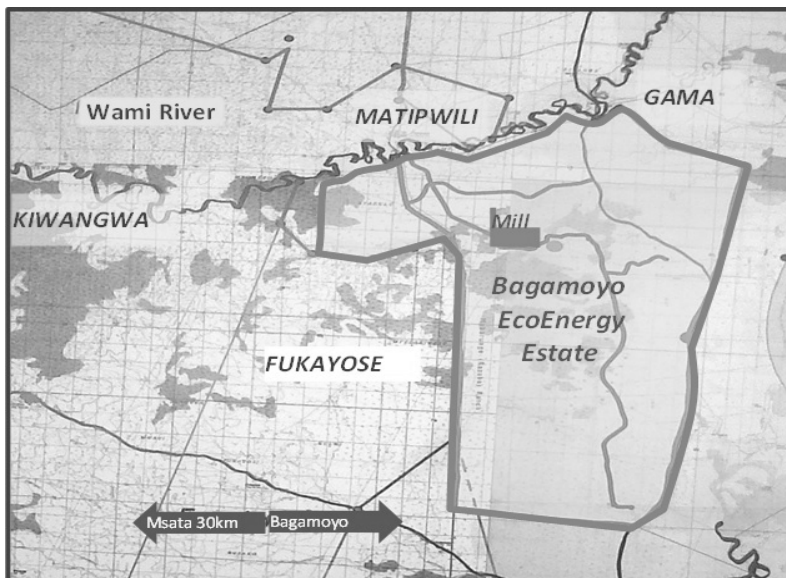 GAMA
Wami River
MATIPWILI
KIWANGWA
Mill
Bagamoyo
EcoEnergy
Estate
FUKAYOSE
Msata 30km
Bagamoyo